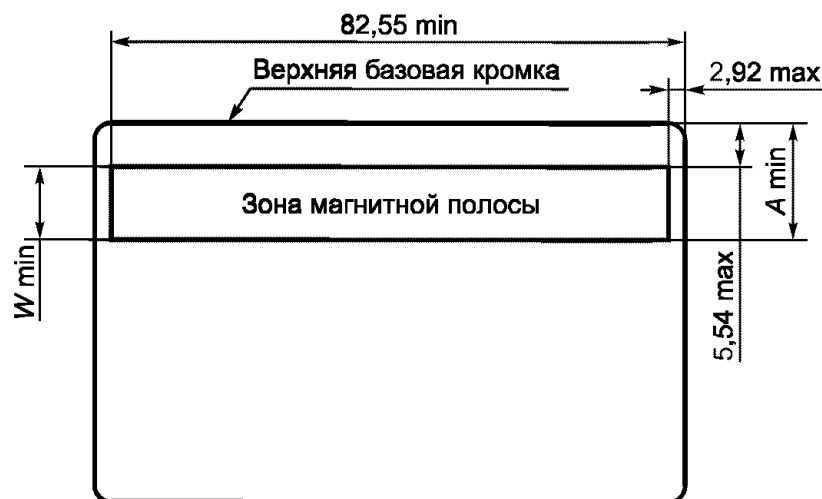 82,55 min
Верхняя базовая кромка
2,92 max
Зона магнитной полосы
A min
W min
5,54 max